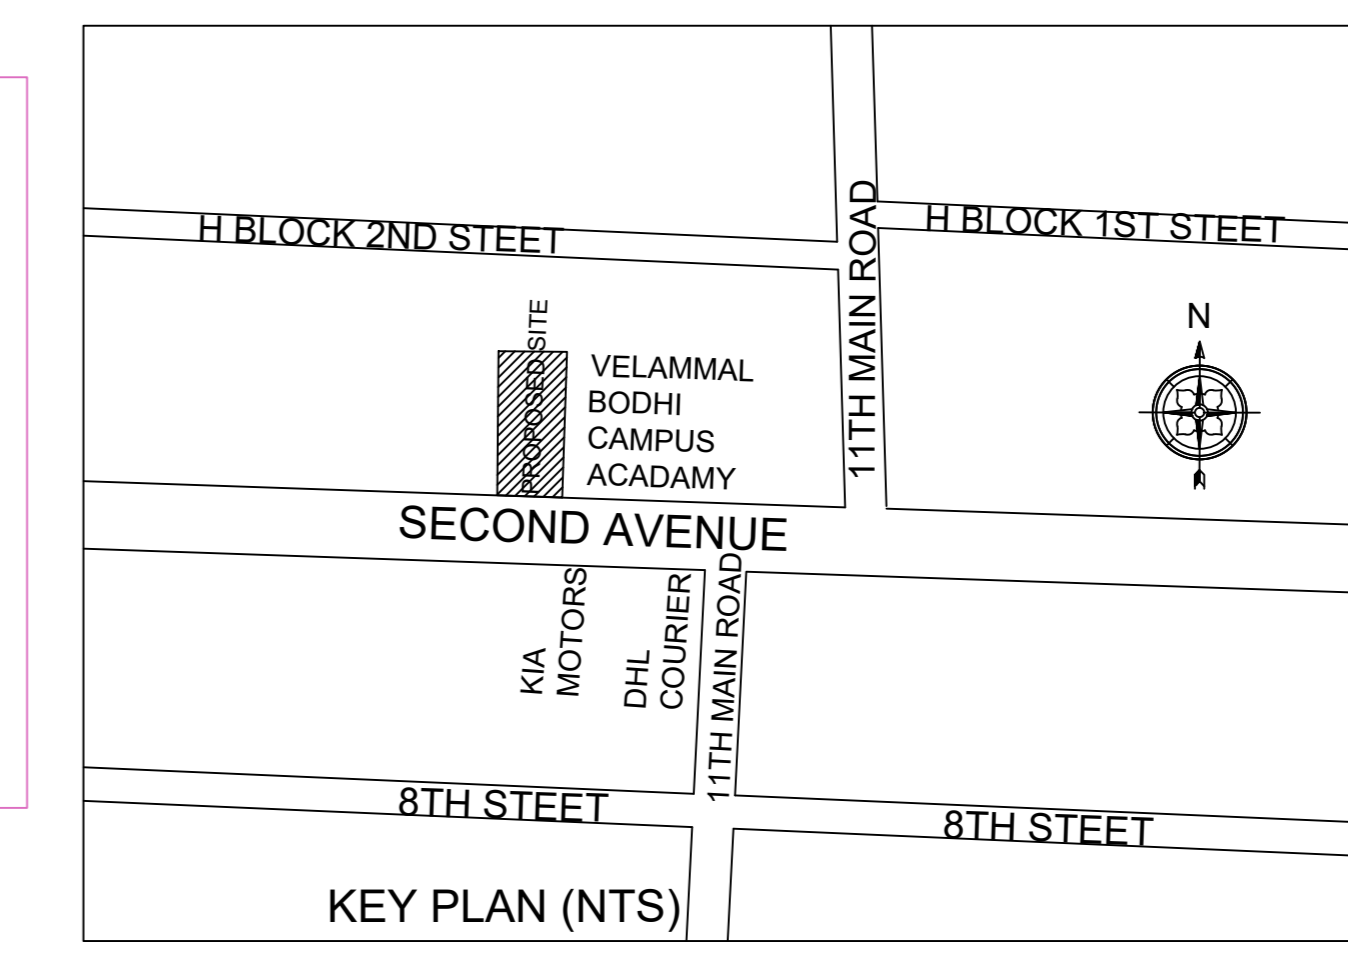 H BLOCK 2ND STEET
H BLOCK 1ST STEET
11TH MAIN ROAD
N
PROPOSED SITE
VELAMMAL
BODHI
CAMPUS
ACADAMY
SECOND AVENUE
KIA
MOTORS
DHL
COURIER
11TH MAIN ROAD
8TH STEET
8TH STEET
KEY PLAN (NTS)